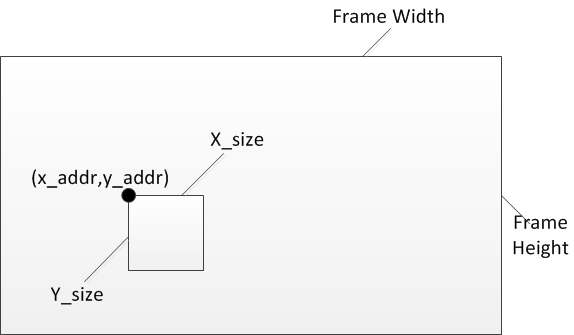 Frame Width
X_size
(x_addr,y_addr)
Frame
Height
Y_size